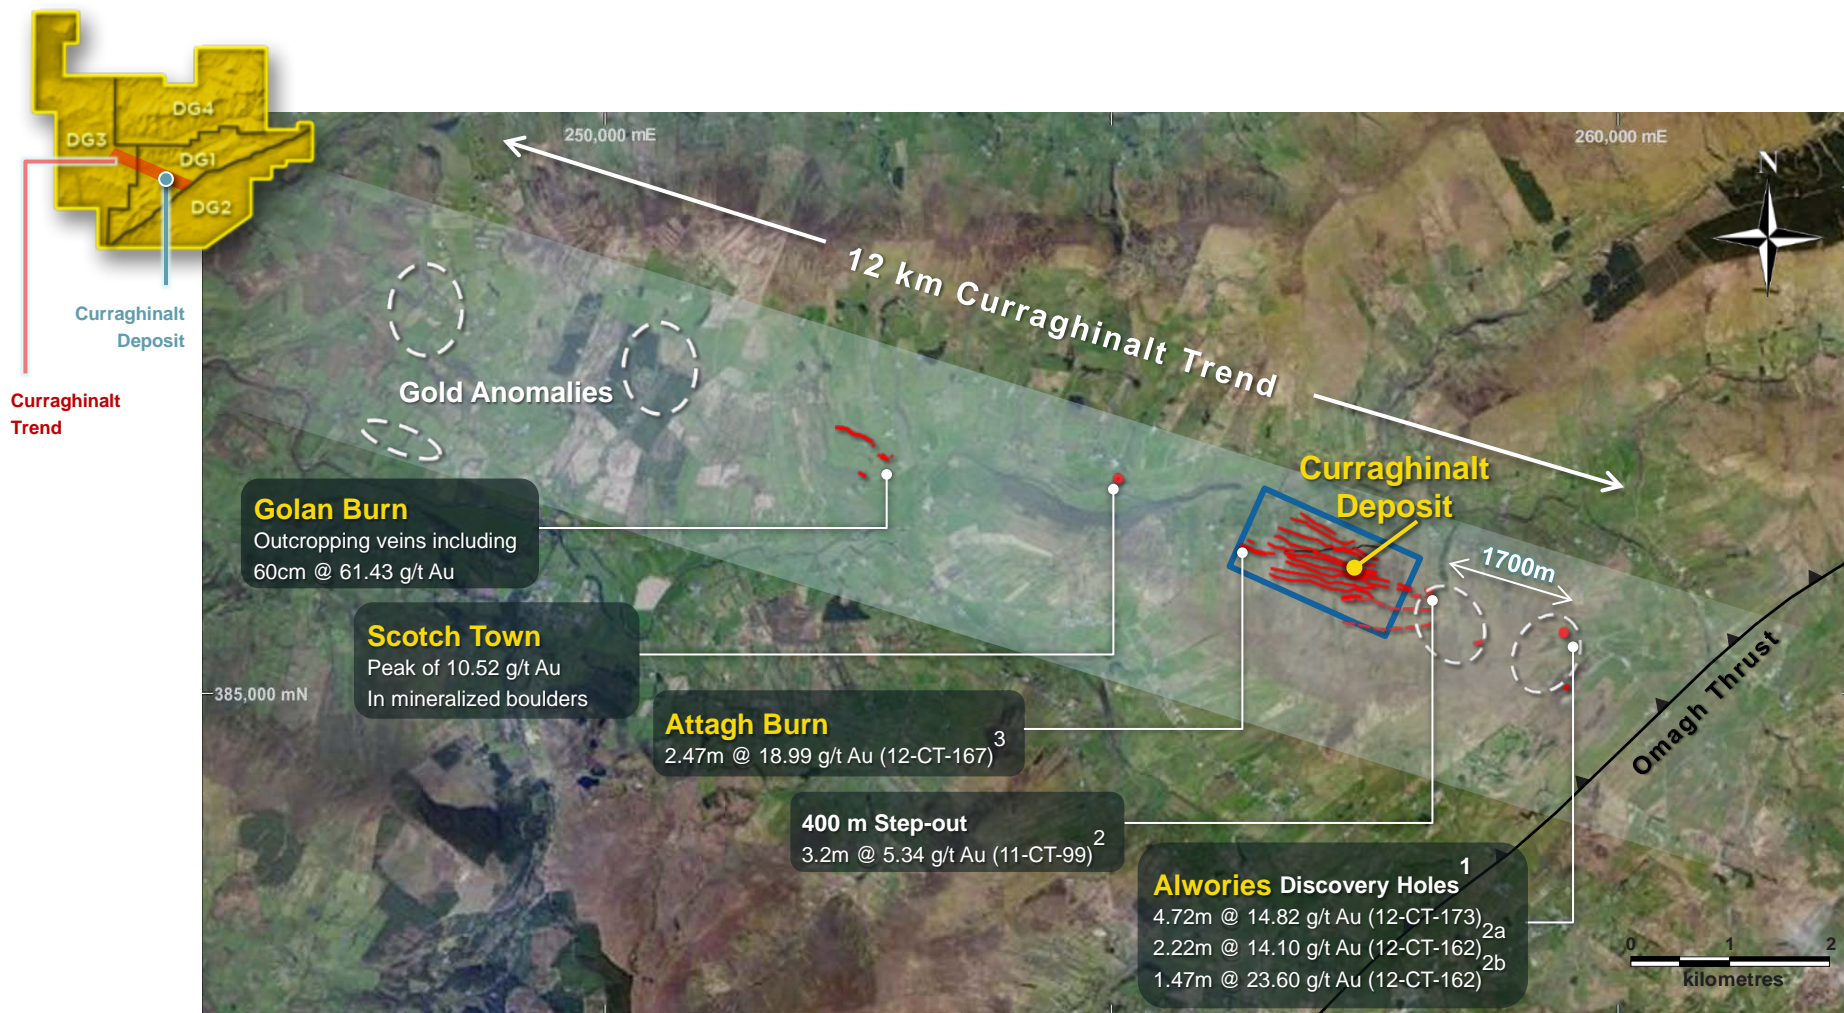 DG4
DG3
DG1
DG2
Curraghinalt
Deposit
Curraghinalt
Trend
250,000 mE
260,000 mE
N
12 km Curraghinalt Trend
Gold Anomalies
Curraghinalt
Deposit
1700m
Golan Burn
Outcropping veins including
60cm @ 61.43 g/t Au
Scotch Town
Peak of 10.52 g/t Au
In mineralized boulders
385,000 mN
Attagh Burn
2.47m @ 18.99 g/t Au (12-CT-167)3
400 m Step-out
3.2m @ 5.34 g/t Au (11-CT-99)2
Alwories Discovery Holes1
4.72m @ 14.82 g/t Au (12-CT-173)
2.22m @ 14.10 g/t Au (12-CT-162)2a
1.47m @ 23.60 g/t Au (12-CT-162)2b
Omagh Thrust
0 1 2
kilometres